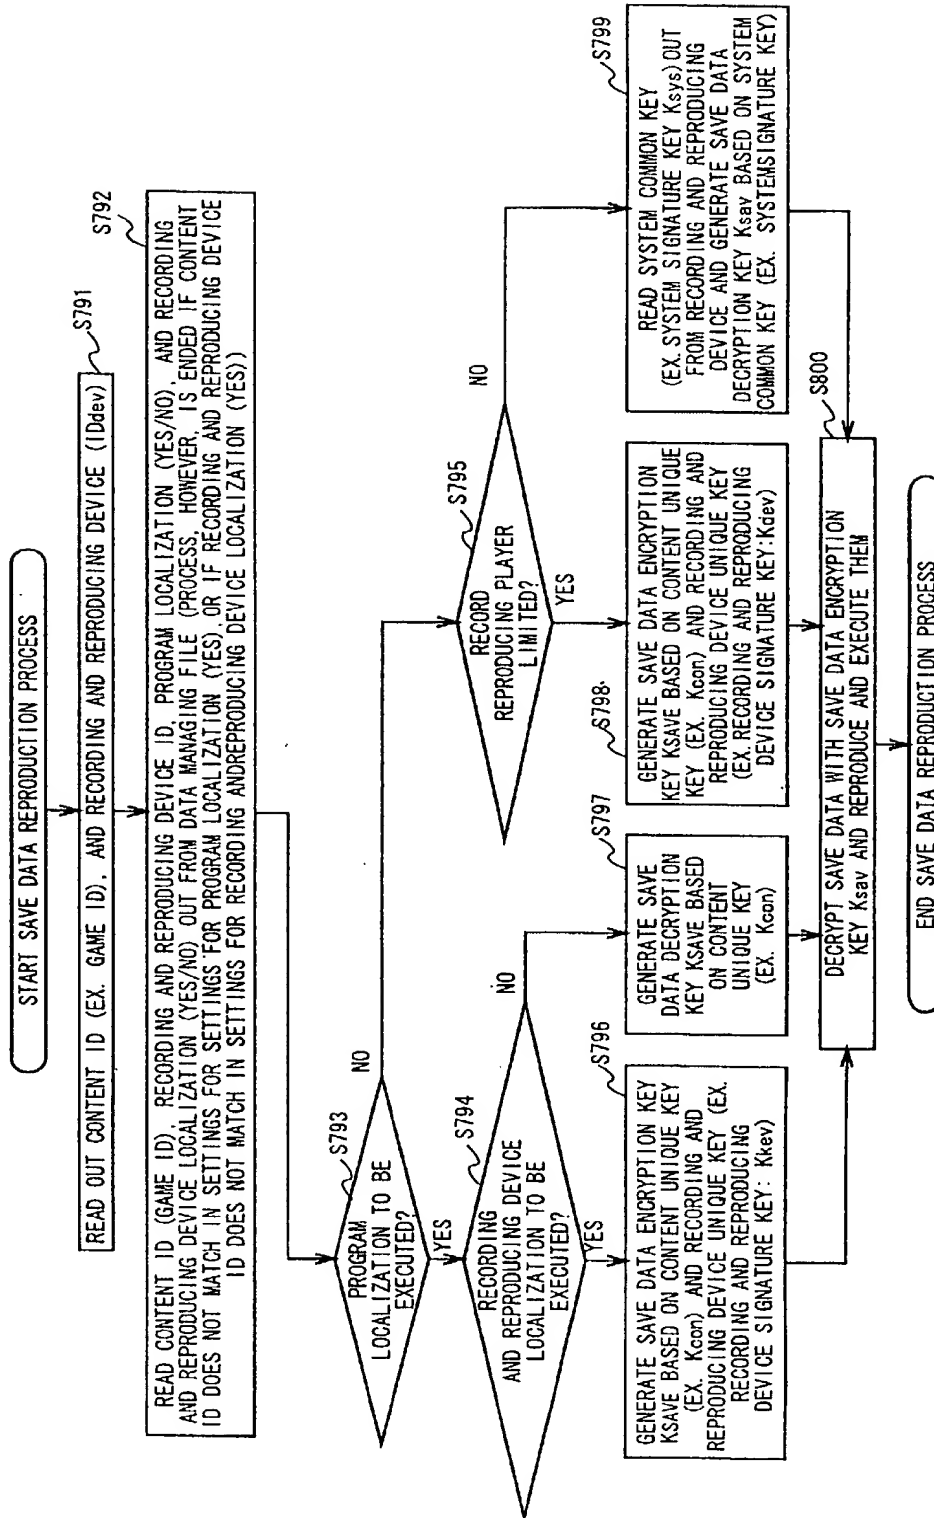 START SAVE DATA REPRODUCTION PROCESS
READ OUT CONTENT ID (EX. GAME ID), AND RECORDING AND REPRODUCING DEVICE (IDdev)
S791
S792
READ CONTENT ID (GAME ID), RECORDING AND REPRODUCING DEVICE ID, PROGRAM LOCALIZATION (YES/NO), AND RECORDING
AND REPRODUCING DEVICE LOCALIZATION (YES/NO) OUT FROM DATA MANAGING FILE (PROCESS, HOWEVER, IS ENDED IF CONTENT
ID DOES NOT MATCH IN SETTINGS FOR SETTINGS FOR PROGRAM LOCALIZATION (YES), OR IF RECORDING AND REPRODUCING DEVICE
ID DOES NOT MATCH IN SETTINGS FOR RECORDING ANDREPRODUCING DEVICE LOCALIZATION (YES))
S793
PROGRAM
LOCALIZATION TO BE
EXECUTED?
NO
YES
S794
RECORDING
AND REPRODUCING DEVICE
LOCALIZATION TO BE
EXECUTED?
NO
YES
S795
RECORD
REPRODUCING PLAYER
LIMITED?
NO
YES
S796
GENERATE SAVE DATA ENCRYPTION KEY
KSAVE BASED ON CONTENT UNIQUE KEY
(EX. Kcon) AND RECORDING AND
REPRODUCING DEVICE UNIQUE KEY (EX.
RECORDING AND REPRODUCING
DEVICE SIGNATURE KEY: Kkev)
S797
GENERATE SAVE
DATA DECRYPTION
KEY KSAVE BASED
ON CONTENT
UNIQUE KEY
(EX. Kcon)
S798
GENERATE SAVE DATA ENCRYPTION
KEY KSAVE BASED ON CONTENT UNIQUE
KEY (EX. Kcon) AND RECORDING AND
REPRODUCING DEVICE UNIQUE KEY
(EX. RECORDING AND REPRODUCING
DEVICE SIGNATURE KEY:Kdev)
S799
READ SYSTEM COMMON KEY
(EX. SYSTEM SIGNATURE KEY Ksys) OUT
FROM RECORDING AND REPRODUCING
DEVICE AND GENERATE SAVE DATA
DECRYPTION KEY Ksav BASED ON SYSTEM
COMMON KEY (EX. SYSTEMSIGNATURE KEY)
S800
DECRYPT SAVE DATA WITH SAVE DATA ENCRYPTION
KEY Ksav AND REPRODUCE AND EXECUTE THEM
END SAVE DATA REPRODUCTION PROCESS